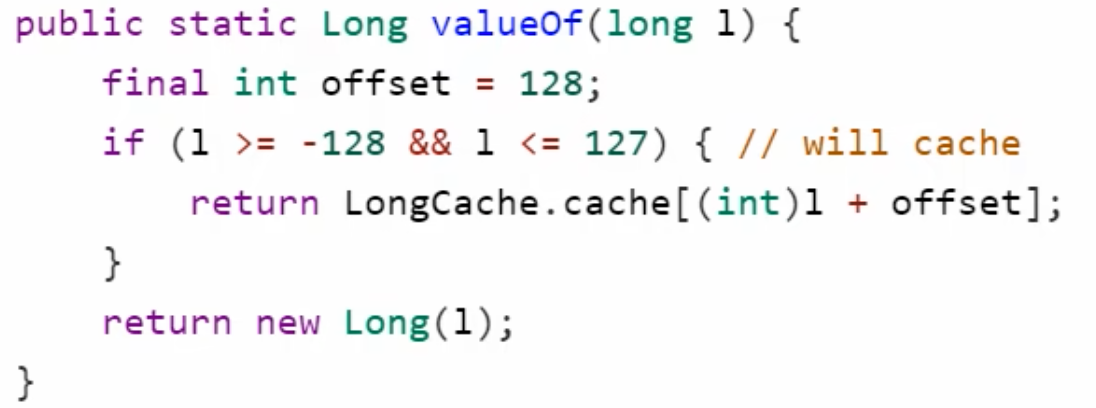 public static Long valueOf(long l) {
    final int offset = 128;
    if (l >= -128 && l <= 127) { // will cache
        return LongCache.cache[(int)l + offset];
    }
    return new Long(l);
}